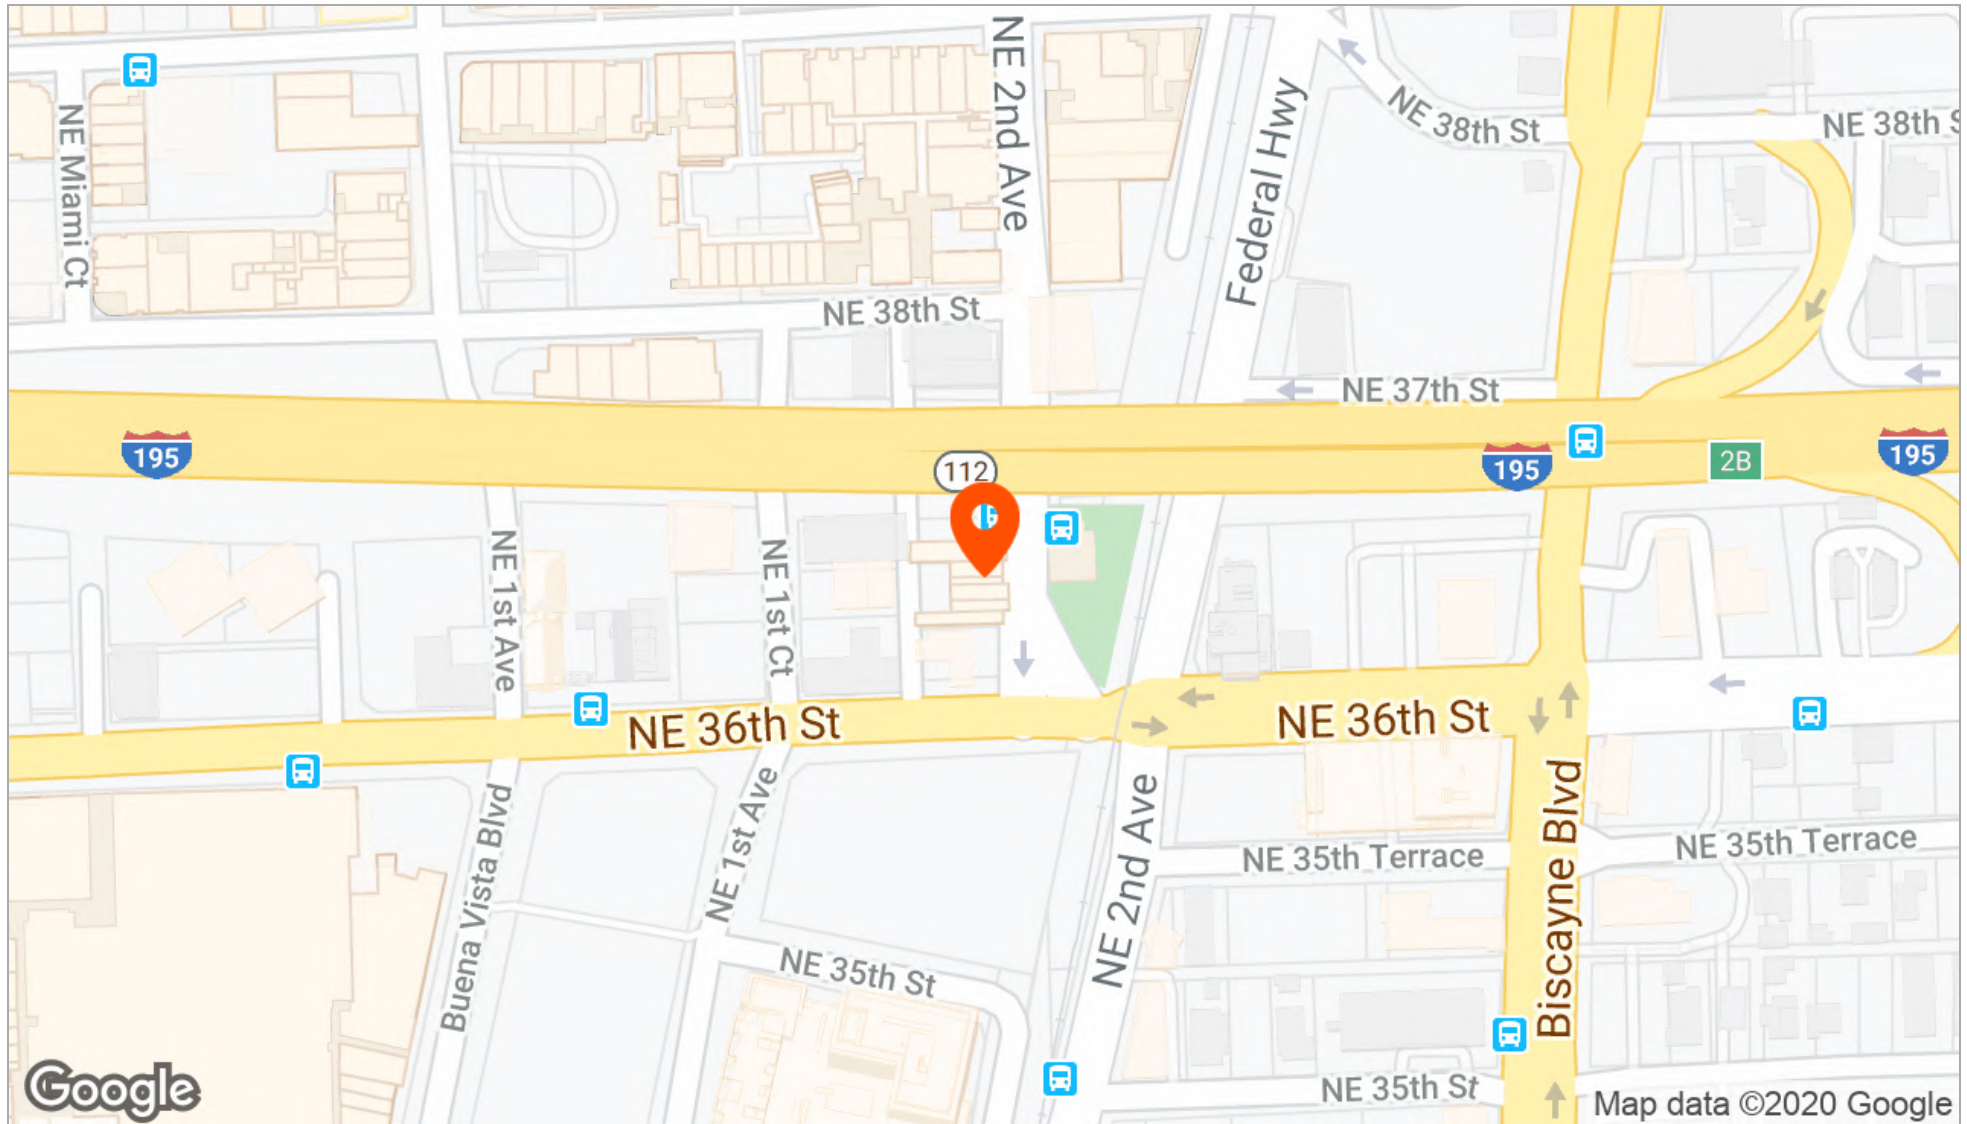 NE 2nd Ave
NE Miami Ct
Federal Hwy
NE 38th St
NE 38th S
NE 38th St
NE 37th St
195
112
195
2B
195
NE 1st Ave
NE 1st Ct
NE 36th St
NE 36th St
Buena Vista Blvd
NE 1st Ave
NE 2nd Ave
Biscayne Blvd
NE 35th Terrace
NE 35th Terrace
NE 35th St
NE 35th St
Google
Map data ©2020 Google